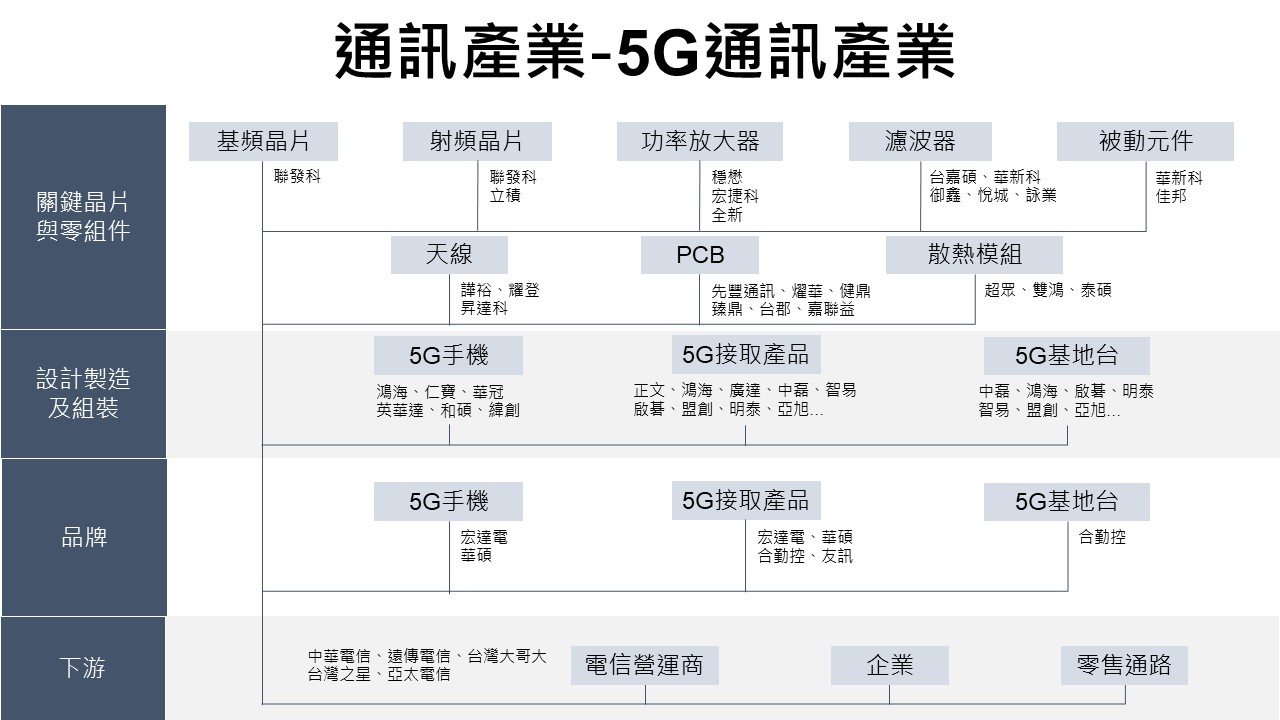 通訊產業-5G通訊產業
關鍵晶片
與零組件
基頻晶片
聯發科
射頻晶片
聯發科
立積
功率放大器
穩懋
宏捷科
全新
濾波器
台嘉碩、華新科
御鑫、悅城、詠業
被動元件
華新科
佳邦
天線
譁裕、耀登
昇達科
PCB
先豐通訊、燿華、健鼎
臻鼎、台郡、嘉聯益
散熱模組
超眾、雙鴻、泰碩
設計製造
及組裝
5G手機
鴻海、仁寶、華冠
英華達、和碩、緯創
5G接取產品
正文、鴻海、廣達、中磊、智易
啟碁、盟創、明泰、亞旭...
5G基地台
中磊、鴻海、啟碁、明泰
智易、盟創、亞旭...
品牌
5G手機
宏達電
華碩
5G接取產品
宏達電、華碩
合勤控、友訊
5G基地台
合勤控
下游
中華電信、遠傳電信、台灣大哥大
台灣之星、亞太電信
電信營運商
企業
零售通路